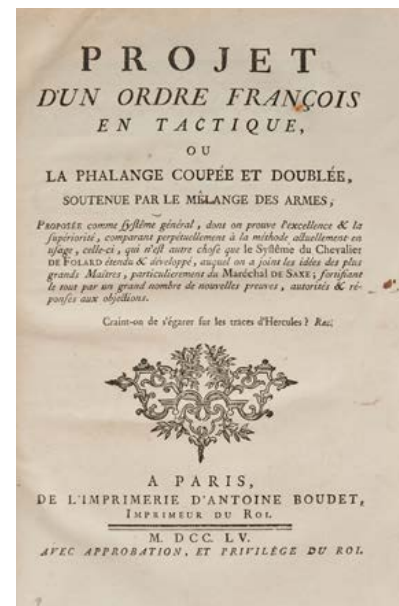 PROJET
D'UN ORDRE FRANÇOIS
EN TACTIQUE,
OU
LA PHALANGE COUPÉE ET DOUBLÉE,
SOUTENUE PAR LE MÊLANGE DES ARMES;
PROPOSÉE comme ſyſtême général, dont on prouve l'excellence & la
ſupériorité, comparant perpétuellement à la méthode actuellement en
uſage, celle-ci, qui n'eſt autre choſe que le Syſtême du Chevalier
DE FOLARD étendu & développé, auquel on a joint les idées des plus
grands Maîtres, particulierement du Maréchal DE SAXE; fortifiant
le tout par un grand nombre de nouvelles preuves, autorités & ré-
ponſes aux objections.
Craint-on de s'égarer ſur les traces d'Hercules? Rac;
A PARIS,
DE L'IMPRIMERIE D'ANTOINE BOUDET,
IMPRIMEUR DU ROI.
M. DCC. LV.
AVEC APPROBATION, ET PRIVILÉGE DU ROI.